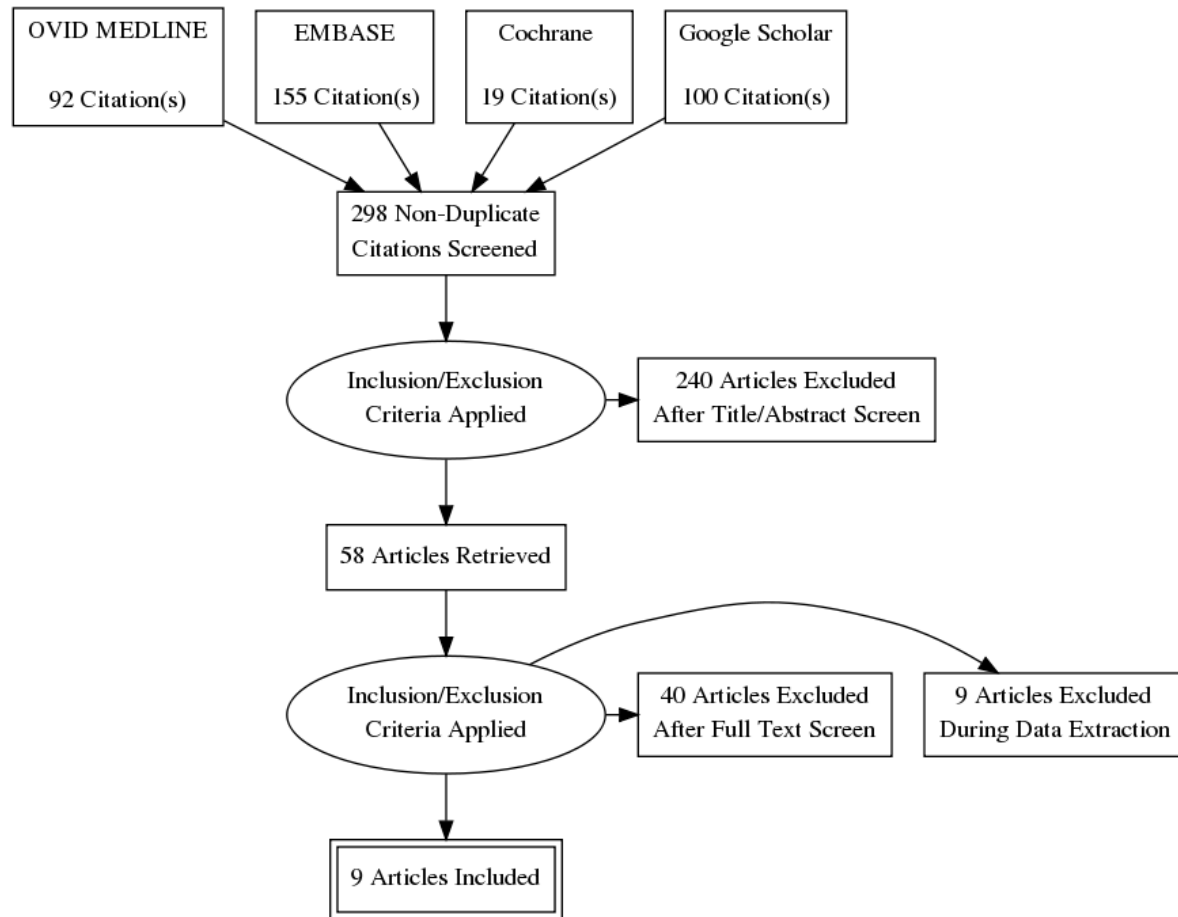 OVID MEDLINE
92 Citation(s)
EMBASE
155 Citation(s)
Cochrane
19 Citation(s)
Google Scholar
100 Citation(s)
298 Non-Duplicate
Citations Screened
Inclusion/Exclusion
Criteria Applied
240 Articles Excluded
After Title/Abstract Screen
58 Articles Retrieved
Inclusion/Exclusion
Criteria Applied
40 Articles Excluded
After Full Text Screen
9 Articles Excluded
During Data Extraction
9 Articles Included